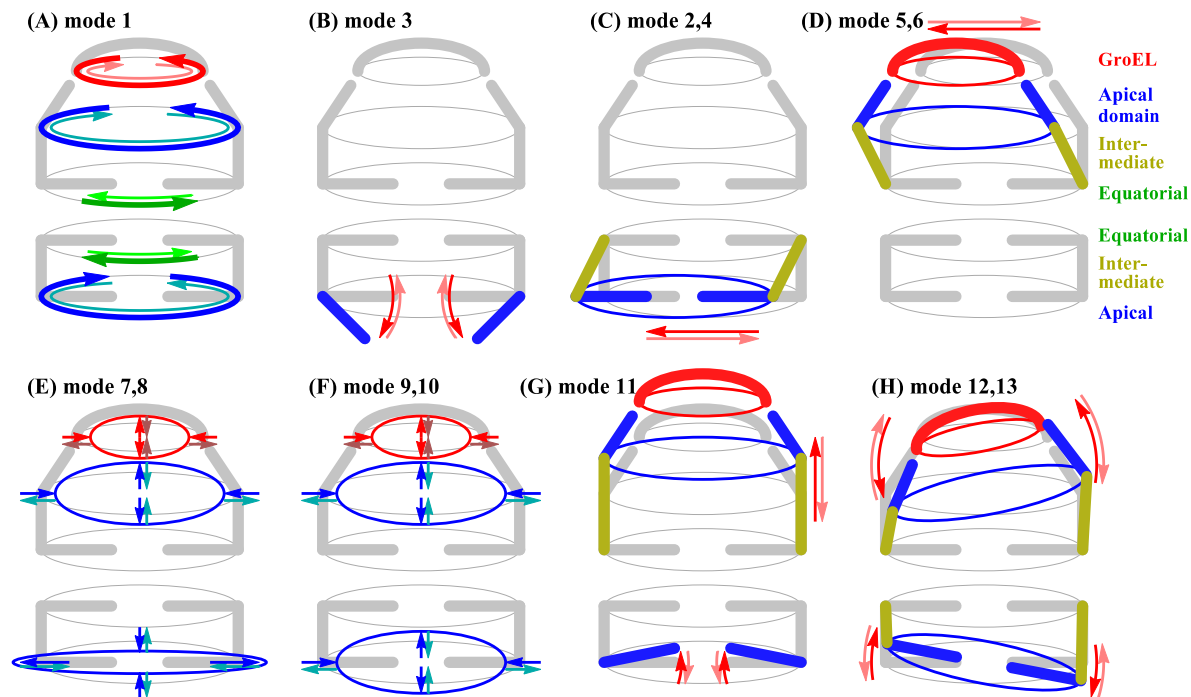 (A) mode 1
(B) mode 3
(C) mode 2,4
(D) mode 5,6
GroEL
Apical
domain
Inter-
mediate
Equatorial
Equatorial
Inter-
mediate
Apical
(E) mode 7,8
(F) mode 9,10
(G) mode 11
(H) mode 12,13